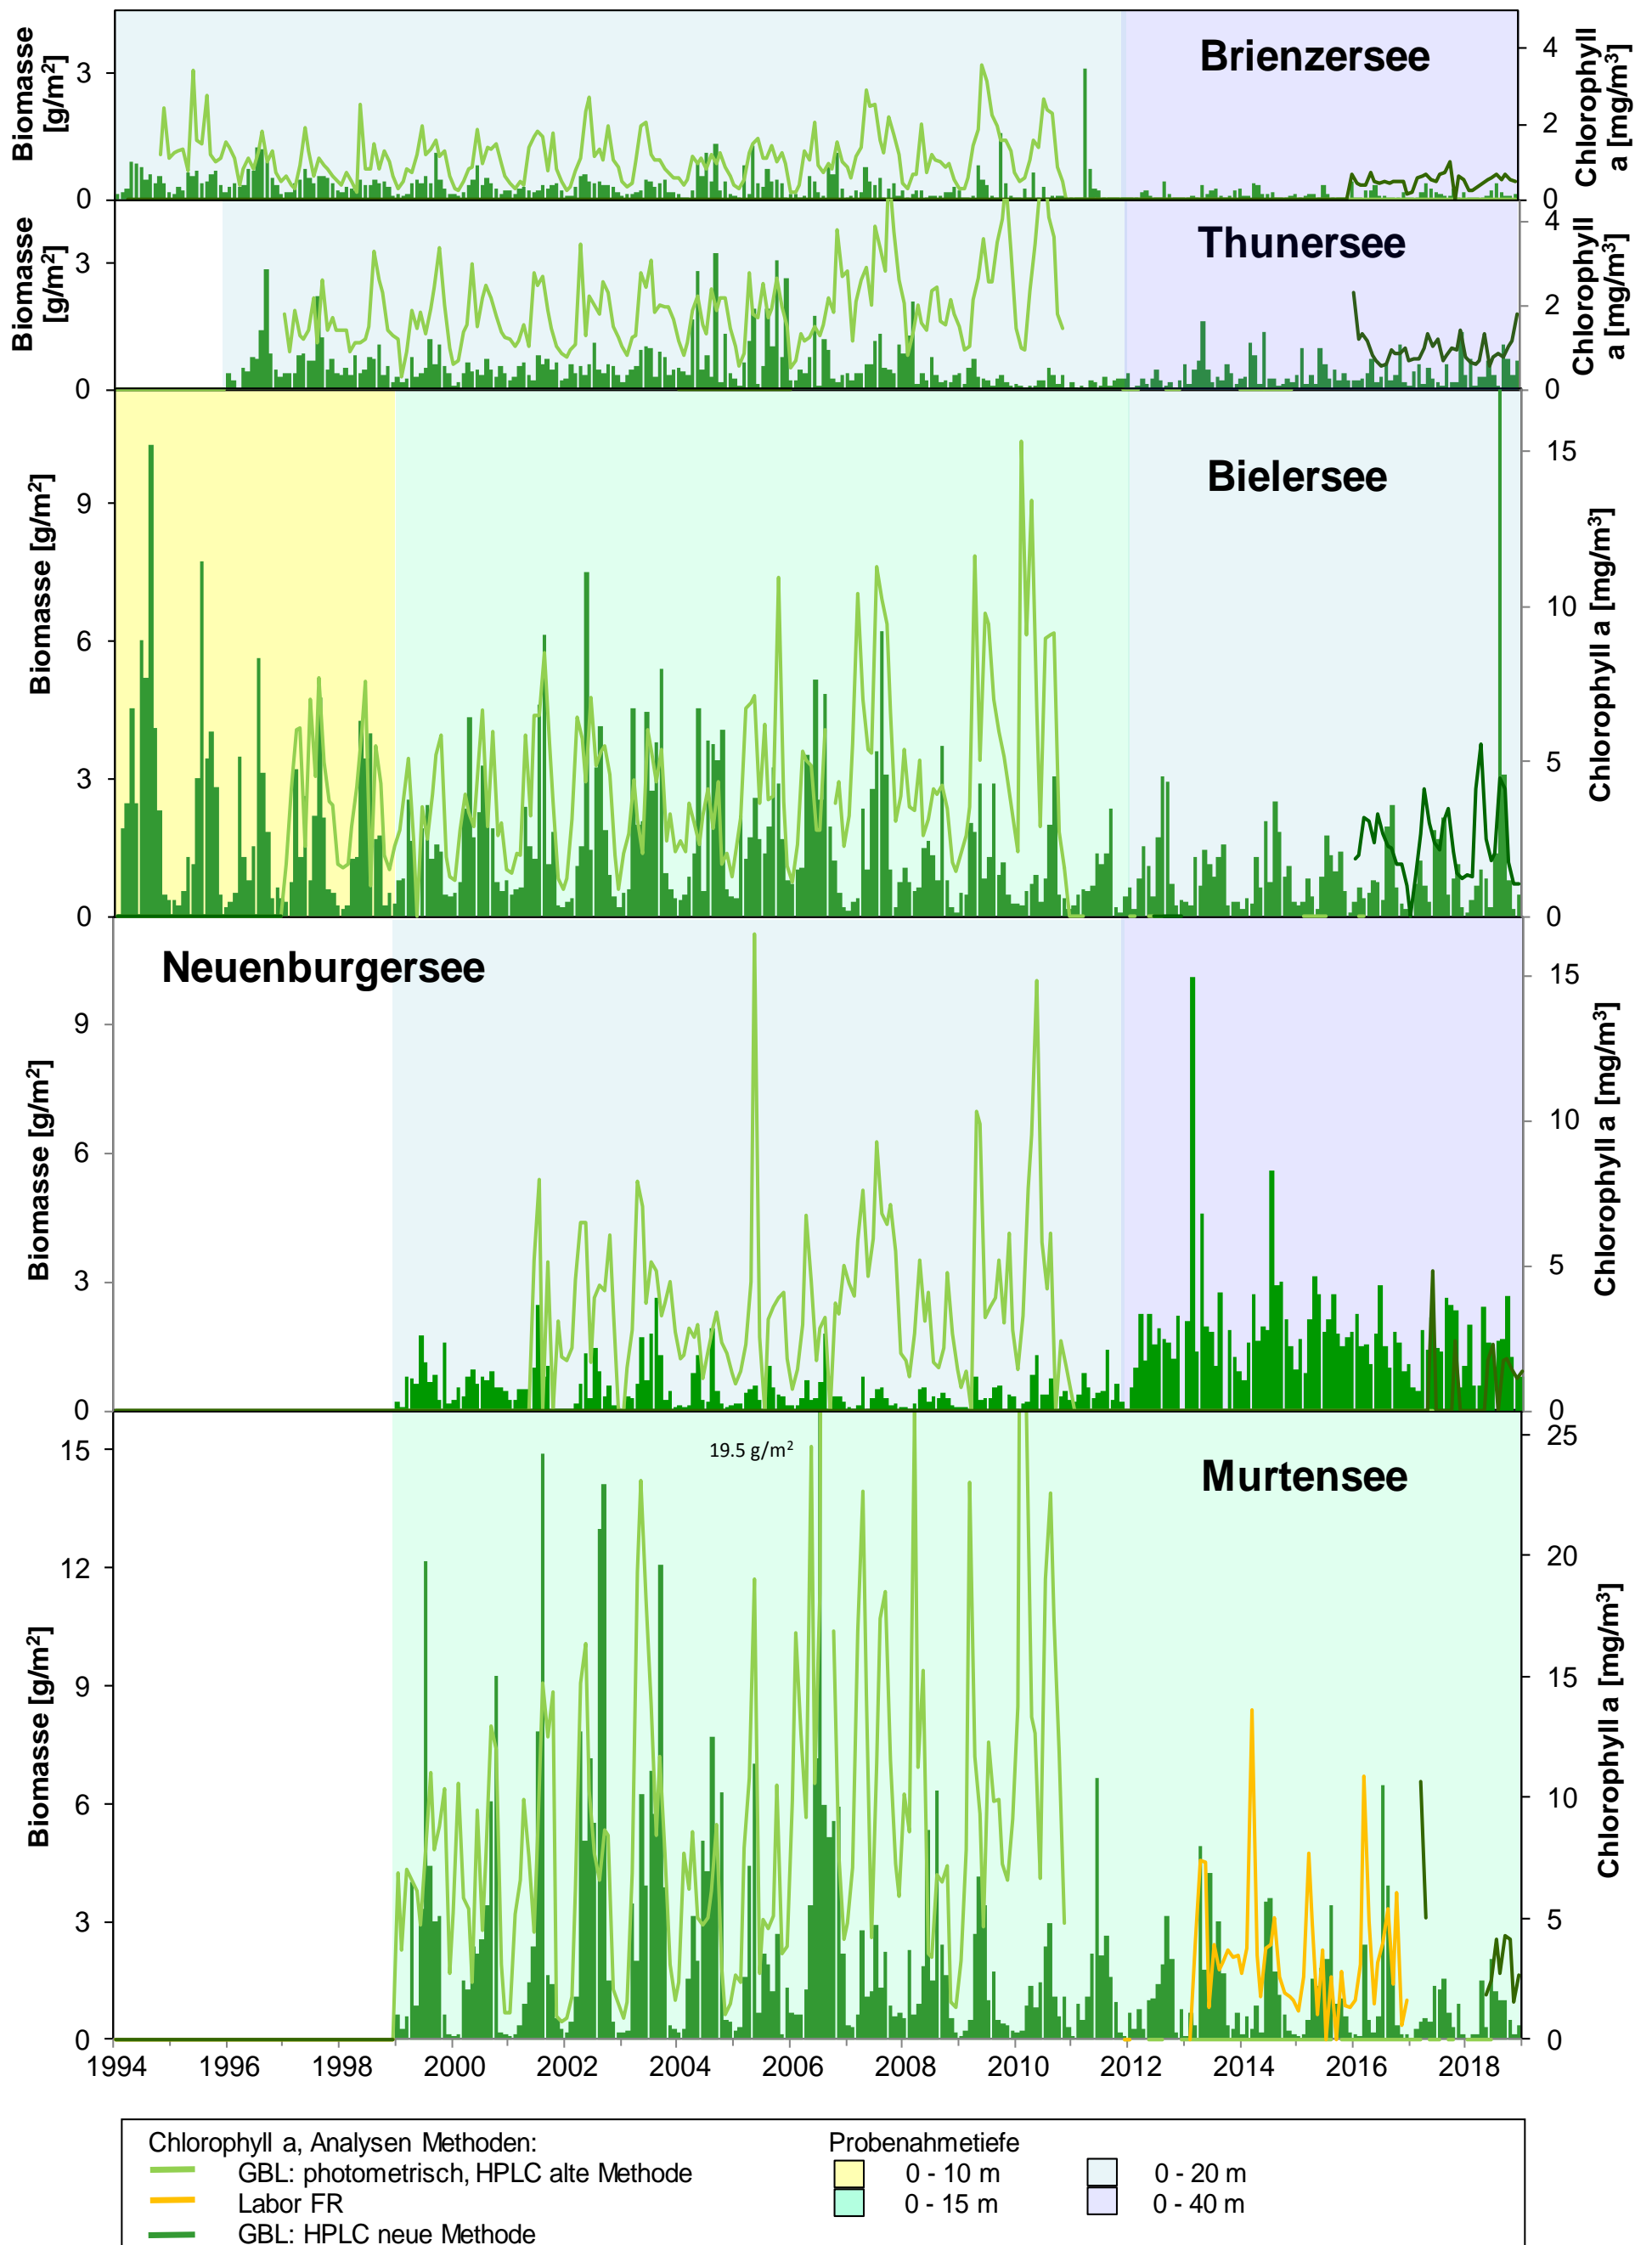 Brienzersee
Biomasse
[g/m²]
3
0
4
2
0
Chlorophyll
a [mg/m³]
Thunersee
Biomasse
[g/m²]
3
0
4
2
0
Chlorophyll
a [mg/m³]
Bielersee
Biomasse [g/m²]
9
6
3
0
15
10
5
0
Chlorophyll a [mg/m³]
Neuenburgersee
Biomasse [g/m²]
9
6
3
0
15
10
5
0
Chlorophyll a [mg/m³]
Murtensee
19.5 g/m²
Biomasse [g/m²]
15
12
9
6
3
0
25
20
15
10
5
0
Chlorophyll a [mg/m³]
1994 1996 1998 2000 2002 2004 2006 2008 2010 2012 2014 2016 2018
Chlorophyll a, Analysen Methoden:
GBL: photometrisch, HPLC alte Methode
Labor FR
GBL: HPLC neue Methode
Probenahmetiefe
0 - 10 m 0 - 20 m
0 - 15 m 0 - 40 m